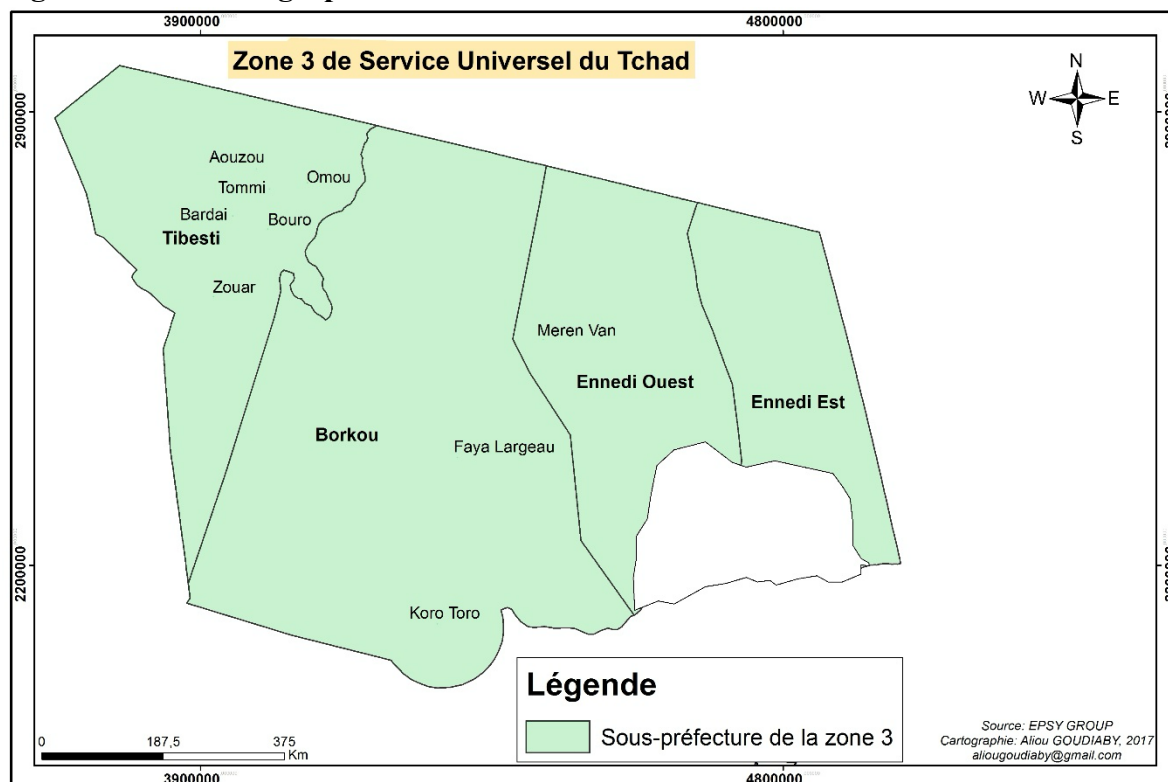 3900000 4800000
Zone 3 de Service Universel du Tchad
N
W E
S
2900000
Aouzou
Omou
Tommi
Bardai
Bouro
Tibesti
Zouar
Meren Van
Ennedi Ouest
Ennedi Est
Borkou
Faya Largeau
2200000
Koro Toro
Légende
Sous-préfecture de la zone 3
0 187,5 375
Km
Source: EPSY GROUP
Cartographie: Aliou GOUDIABY, 2017
aliougoudiaby@gmail.com
3900000 4800000